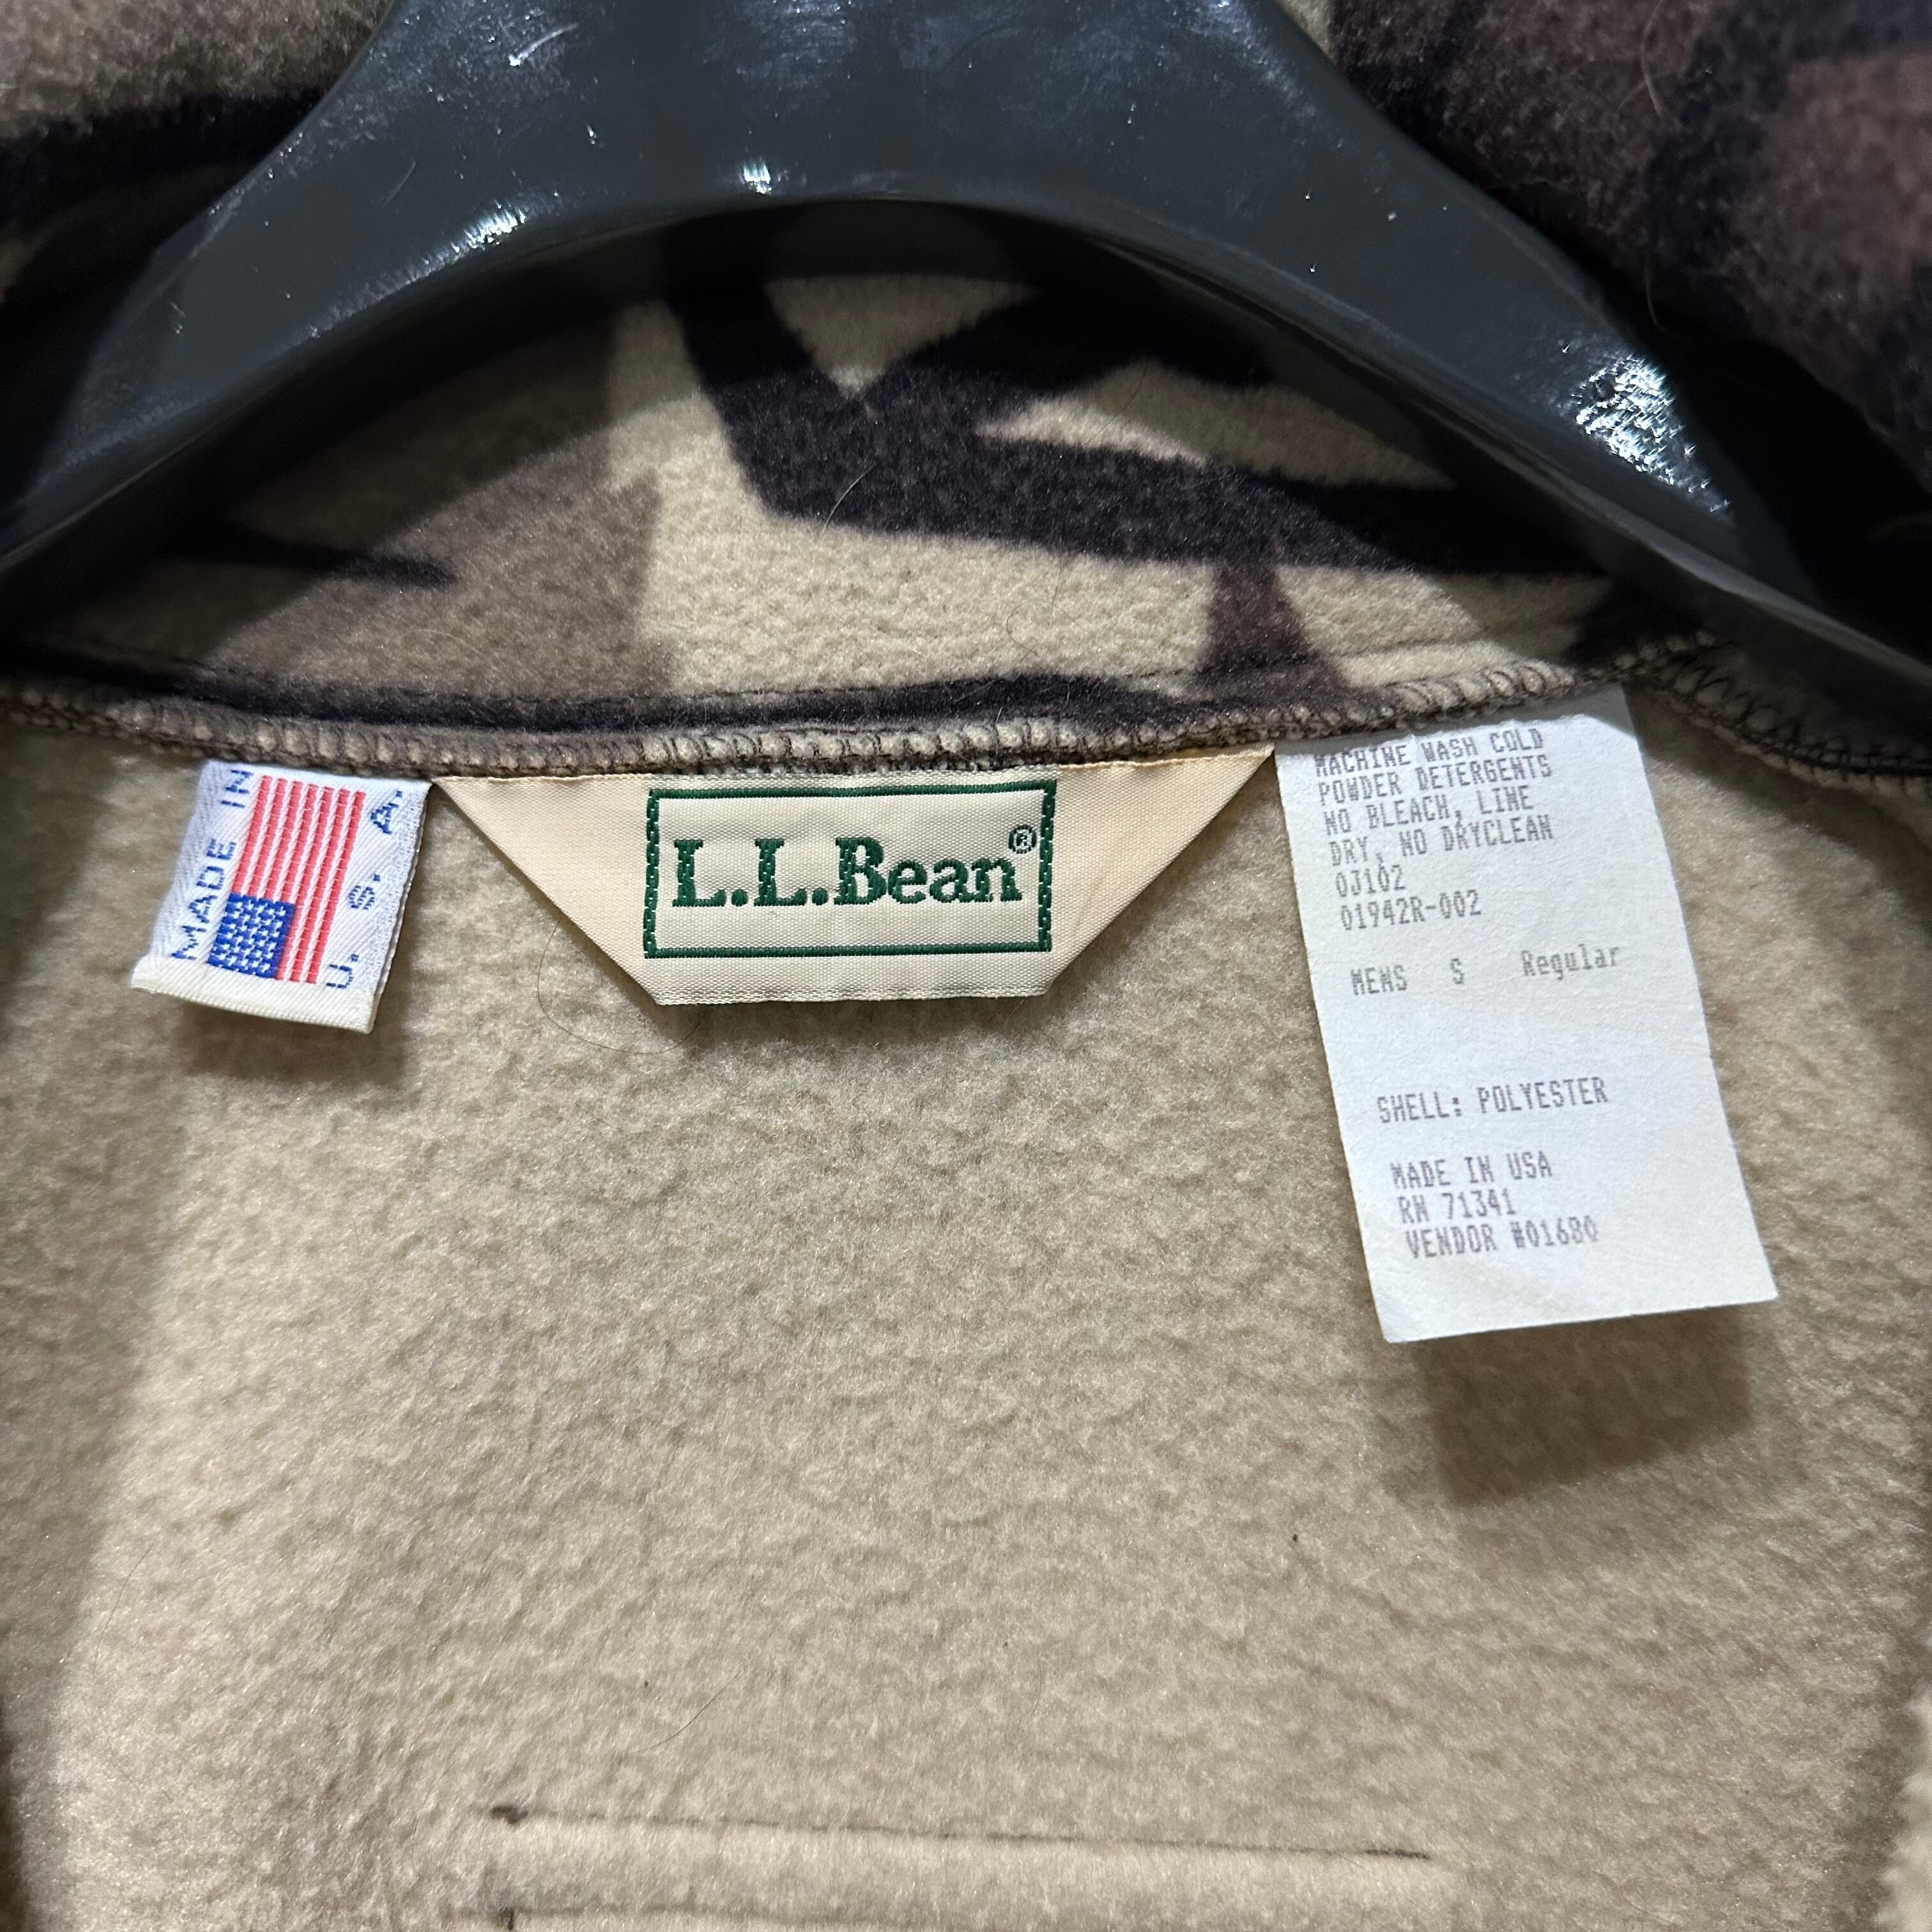 MADE IN
U. S. A.
L.L.Bean®
MACHINE WASH COLD
POWDER DETERGENTS
NO BLEACH, LINE
DRY, NO DRYCLEAN
0J102
01942R-002
MENS S Regular
SHELL: POLYESTER
MADE IN USA
RN 71341
VENDOR #01680